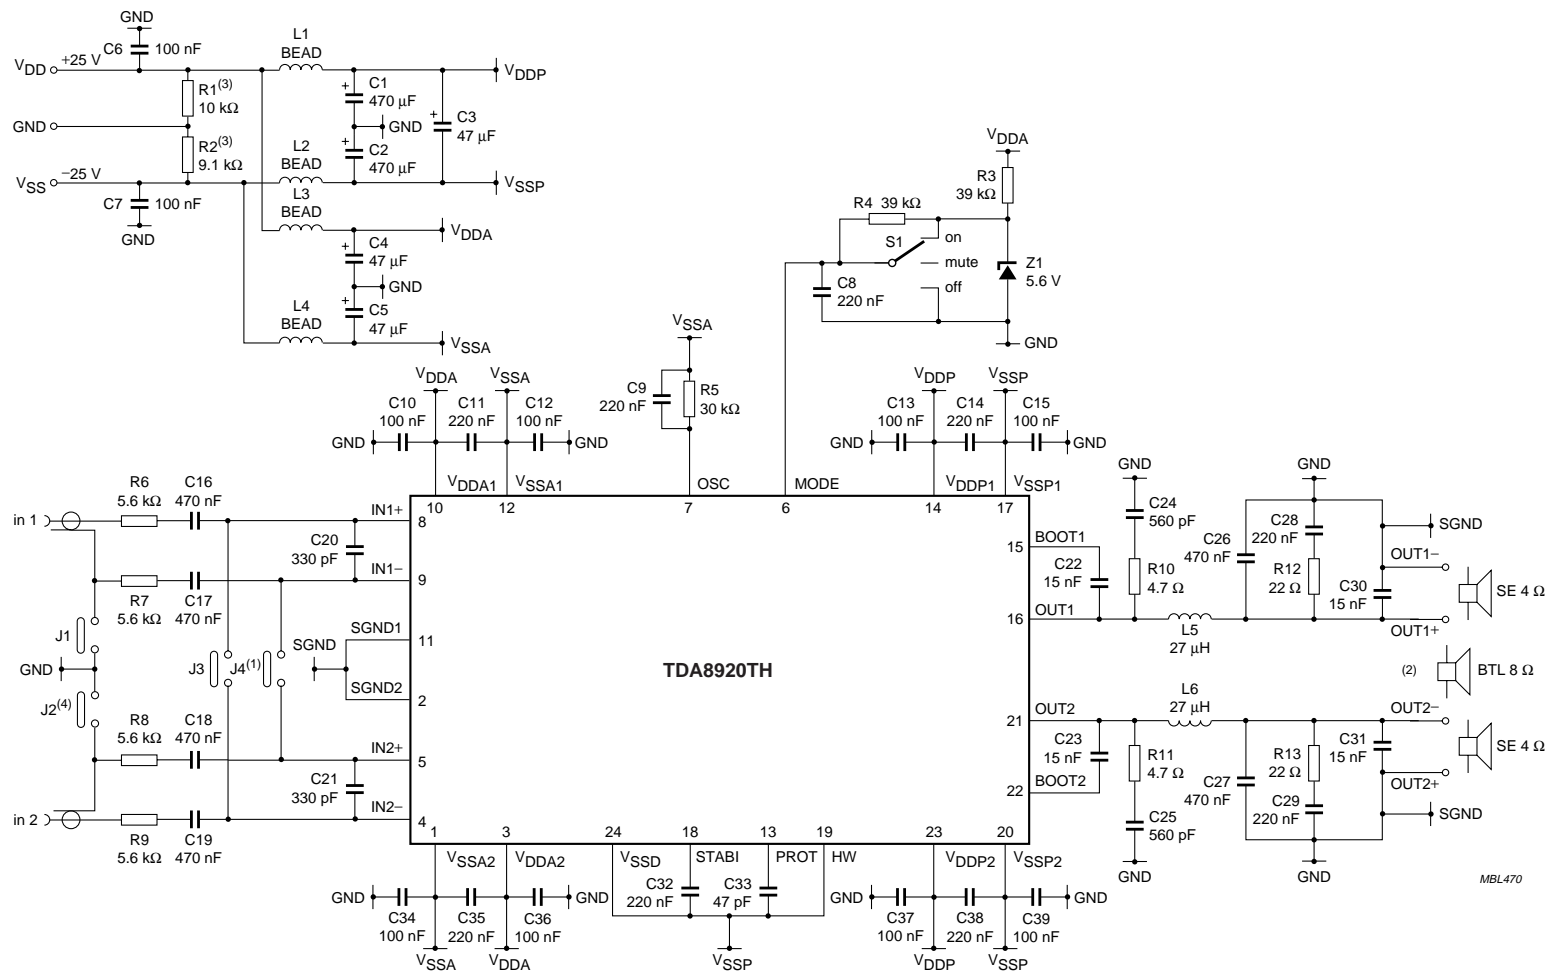 GND
C6 100 nF
VDD +25 V
L1
BEAD
VDDP
R1(3)
10 kΩ
+
C1
470 µF
GND
GND
+
C3
47 µF
R2(3)
9.1 kΩ
L2
BEAD
+
C2
470 µF
VSS −25 V
VSSP
C7 100 nF
GND
L3
BEAD
VDDA
+
C4
47 µF
GND
+
C5
47 µF
L4
BEAD
VSSA
VDDA
R3
39 kΩ
R4 39 kΩ
S1
on
mute
off
Z1
5.6 V
C8
220 nF
GND
VSSA
C9
220 nF
R5
30 kΩ
VDDA
VSSA
C10
100 nF
C11
220 nF
C12
100 nF
GND
GND
VDDP
VSSP
C13
100 nF
C14
220 nF
C15
100 nF
GND
GND
VDDA1
VSSA1
OSC
MODE
VDDP1
VSSP1
10
12
7
6
14
17
in 1
R6
5.6 kΩ
C16
470 nF
IN1+
8
C20
330 pF
IN1−
9
R7
5.6 kΩ
C17
470 nF
J1
GND
J2(4)
J3
J4(1)
SGND
SGND1
11
SGND2
2
TDA8920TH
R8
5.6 kΩ
C18
470 nF
IN2+
5
C21
330 pF
IN2−
4
in 2
R9
5.6 kΩ
C19
470 nF
15
BOOT1
C22
15 nF
16
OUT1
GND
C24
560 pF
R10
4.7 Ω
L5
27 µH
GND
C26
470 nF
C28
220 nF
R12
22 Ω
C30
15 nF
SGND
OUT1−
SE 4 Ω
OUT1+
(2)
BTL 8 Ω
21
OUT2
C23
15 nF
22
BOOT2
L6
27 µH
R11
4.7 Ω
C25
560 pF
GND
C27
470 nF
R13
22 Ω
C29
220 nF
GND
C31
15 nF
OUT2−
SE 4 Ω
OUT2+
SGND
1
3
24
18
13
19
23
20
VSSA2
VDDA2
VSSD
STABI
PROT
HW
VDDP2
VSSP2
GND
C34
100 nF
C35
220 nF
C36
100 nF
GND
VSSA
VDDA
C32
220 nF
C33
47 pF
VSSP
GND
C37
100 nF
C38
220 nF
C39
100 nF
GND
VDDP
VSSP
MBL470